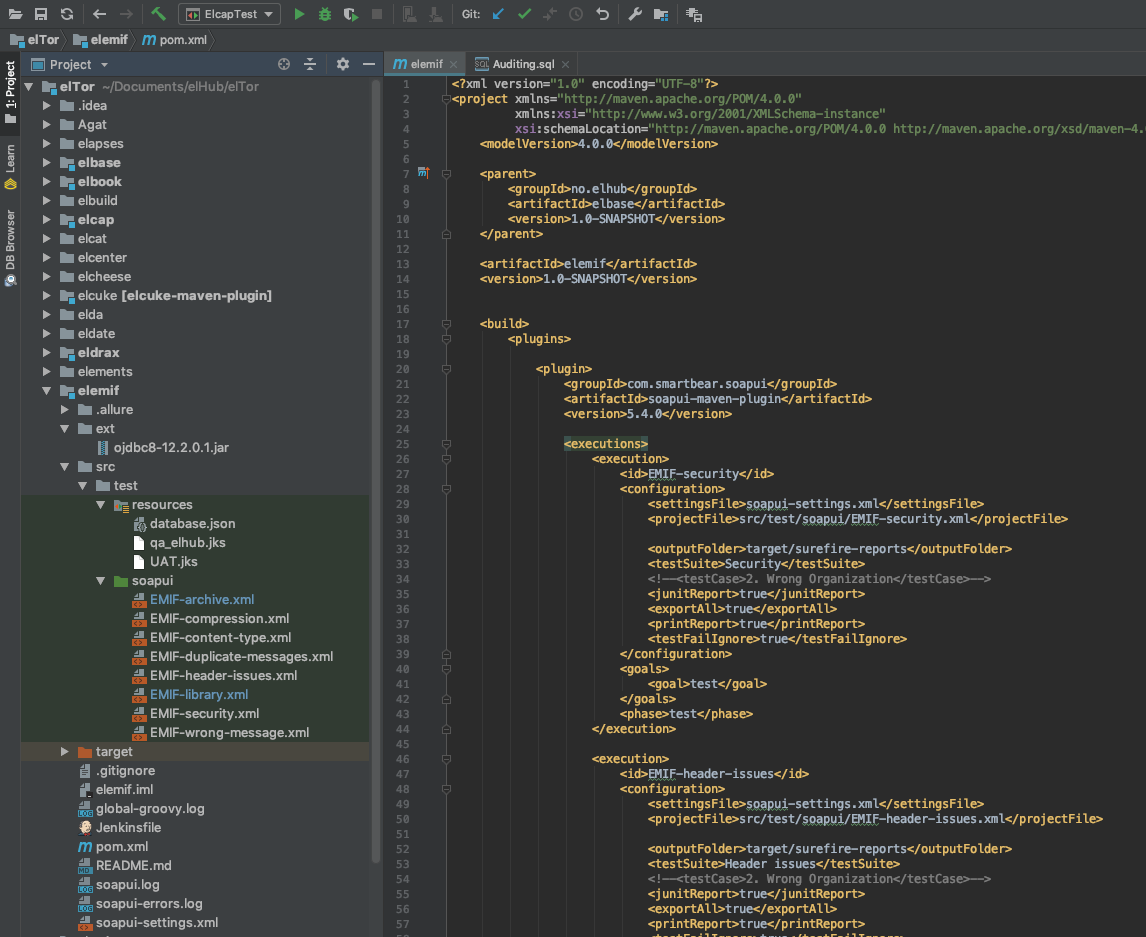 ElcapTest
Git:
elTor
elemif
pom.xml
1: Project
Learn
DB Browser
Project
elTor ~/Documents/elHub/elTor
.idea
Agat
elapses
elbase
elbook
elbuild
elcap
elcat
elcenter
elcheese
elcuke [elcuke-maven-plugin]
elda
eldate
eldrax
elements
elemif
.allure
ext
ojdbc8-12.2.0.1.jar
src
test
resources
database.json
qa_elhub.jks
UAT.jks
soapui
EMIF-archive.xml
EMIF-compression.xml
EMIF-content-type.xml
EMIF-duplicate-messages.xml
EMIF-header-issues.xml
EMIF-library.xml
EMIF-security.xml
EMIF-wrong-message.xml
target
.gitignore
elemif.iml
global-groovy.log
Jenkinsfile
pom.xml
README.md
soapui.log
soapui-errors.log
soapui-settings.xml
elemif
Auditing.sql
1 <?xml version="1.0" encoding="UTF-8"?>
2 <project xmlns="http://maven.apache.org/POM/4.0.0"
3 xmlns:xsi="http://www.w3.org/2001/XMLSchema-instance"
4 xsi:schemaLocation="http://maven.apache.org/POM/4.0.0 http://maven.apache.org/xsd/maven-4.
5 <modelVersion>4.0.0</modelVersion>
6
7 <parent>
8 <groupId>no.elhub</groupId>
9 <artifactId>elbase</artifactId>
10 <version>1.0-SNAPSHOT</version>
11 </parent>
12
13 <artifactId>elemif</artifactId>
14 <version>1.0-SNAPSHOT</version>
15
16
17 <build>
18 <plugins>
19
20 <plugin>
21 <groupId>com.smartbear.soapui</groupId>
22 <artifactId>soapui-maven-plugin</artifactId>
23 <version>5.4.0</version>
24
25 <executions>
26 <execution>
27 <id>EMIF-security</id>
28 <configuration>
29 <settingsFile>soapui-settings.xml</settingsFile>
30 <projectFile>src/test/soapui/EMIF-security.xml</projectFile>
31
32 <outputFolder>target/surefire-reports</outputFolder>
33 <testSuite>Security</testSuite>
34 <!--<testCase>2. Wrong Organization</testCase>-->
35 <junitReport>true</junitReport>
36 <exportAll>true</exportAll>
37 <printReport>true</printReport>
38 <testFailIgnore>true</testFailIgnore>
39 </configuration>
40 <goals>
41 <goal>test</goal>
42 </goals>
43 <phase>test</phase>
44 </execution>
45
46 <execution>
47 <id>EMIF-header-issues</id>
48 <configuration>
49 <settingsFile>soapui-settings.xml</settingsFile>
50 <projectFile>src/test/soapui/EMIF-header-issues.xml</projectFile>
51
52 <outputFolder>target/surefire-reports</outputFolder>
53 <testSuite>Header issues</testSuite>
54 <!--<testCase>2. Wrong Organization</testCase>-->
55 <junitReport>true</junitReport>
56 <exportAll>true</exportAll>
57 <printReport>true</printReport>